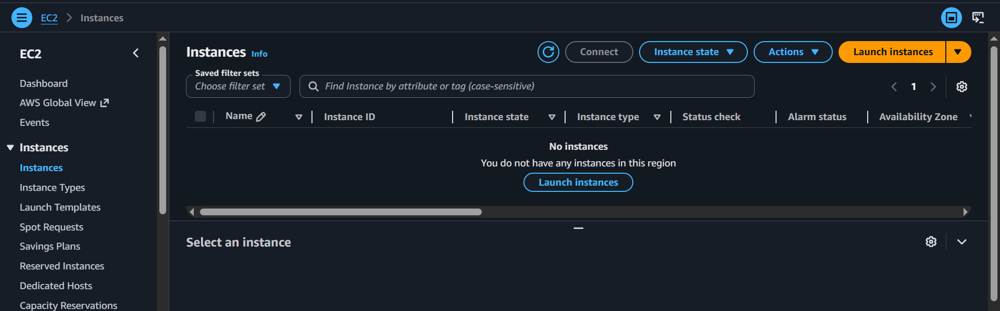 EC2 Instances
EC2
Dashboard
AWS Global View
Events
Instances
Instances
Instance Types
Launch Templates
Spot Requests
Savings Plans
Reserved Instances
Dedicated Hosts
Capacity Reservations
Instances Info
Connect
Instance state
Actions
Launch instances
Saved filter sets
Choose filter set
Find Instance by attribute or tag (case-sensitive)
1
Name Instance ID Instance state Instance type Status check Alarm status Availability Zone
No instances
You do not have any instances in this region
Launch instances
Select an instance